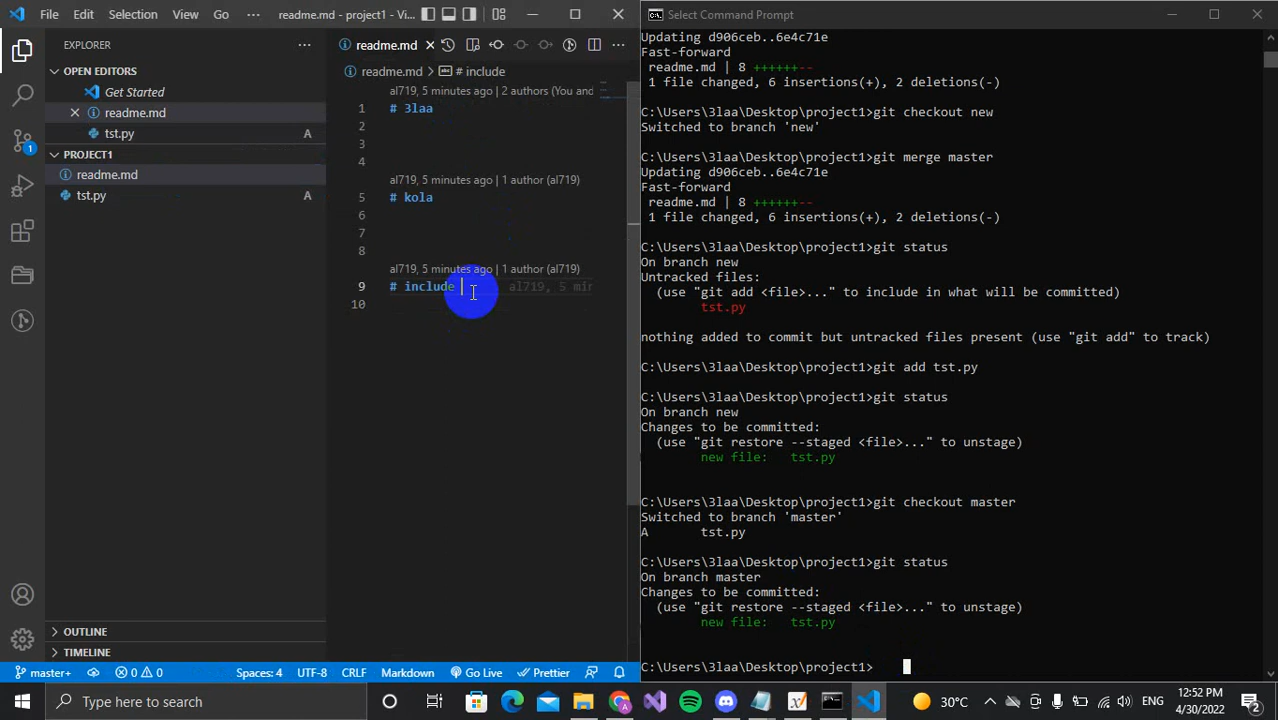 File Edit Selection View Go ··· readme.md - project1 - Vi...
EXPLORER
OPEN EDITORS
Get Started
readme.md
tst.py A
PROJECT1
readme.md
tst.py A
OUTLINE
TIMELINE
1
readme.md
readme.md > # include
al719, 5 minutes ago | 2 authors (You and
1 # 3laa
2
3
4
al719, 5 minutes ago | 1 author (al719)
5 # kola
6
7
8
al719, 5 minutes ago | 1 author (al719)
9 # include al719, 5 min
10
master+ 0 0 Spaces: 4 UTF-8 CRLF Markdown Go Live Prettier
Select Command Prompt
Updating d906ceb..6e4c71e
Fast-forward
readme.md | 8 ++++++--
1 file changed, 6 insertions(+), 2 deletions(-)
C:\Users\3laa\Desktop\project1>git checkout new
Switched to branch 'new'
C:\Users\3laa\Desktop\project1>git merge master
Updating d906ceb..6e4c71e
Fast-forward
readme.md | 8 ++++++--
1 file changed, 6 insertions(+), 2 deletions(-)
C:\Users\3laa\Desktop\project1>git status
On branch new
Untracked files:
(use "git add <file>..." to include in what will be committed)
tst.py
nothing added to commit but untracked files present (use "git add" to track)
C:\Users\3laa\Desktop\project1>git add tst.py
C:\Users\3laa\Desktop\project1>git status
On branch new
Changes to be committed:
(use "git restore --staged <file>..." to unstage)
new file: tst.py
C:\Users\3laa\Desktop\project1>git checkout master
Switched to branch 'master'
A tst.py
C:\Users\3laa\Desktop\project1>git status
On branch master
Changes to be committed:
(use "git restore --staged <file>..." to unstage)
new file: tst.py
C:\Users\3laa\Desktop\project1>
Type here to search
30°C ENG 12:52 PM
4/30/2022
2